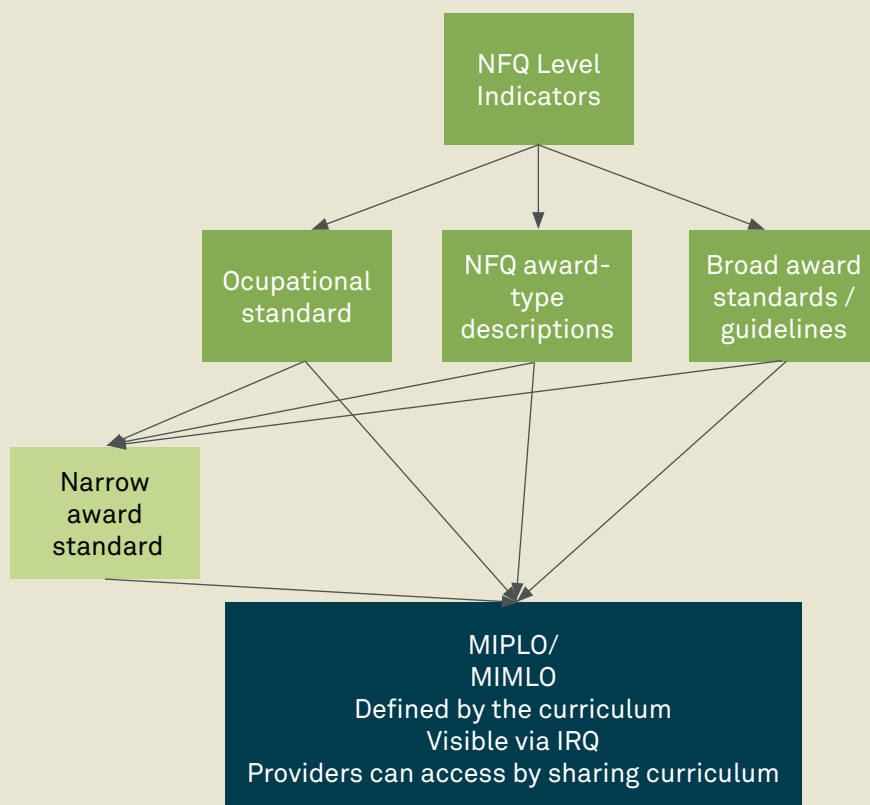 NFQ Level
Indicators
Ocupational
standard
NFQ award-
type
descriptions
Broad award
standards /
guidelines
Narrow
award
standard
MIPLO/
MIMLO
Defined by the curriculum
Visible via IRQ
Providers can access by sharing curriculum